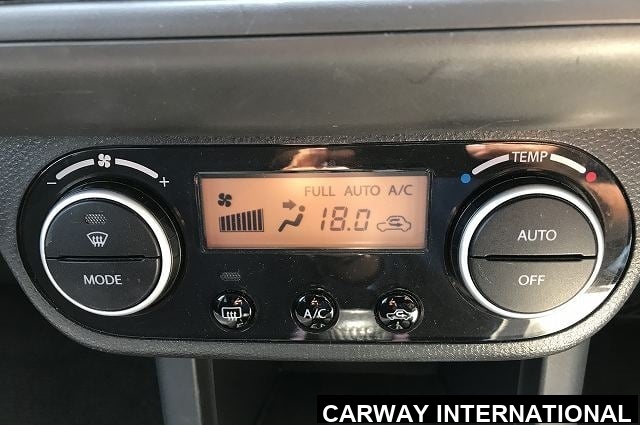 TEMP
- +
FULL AUTO A/C
18.0
MODE
AUTO
OFF
A/C
CARWAY INTERNATIONAL